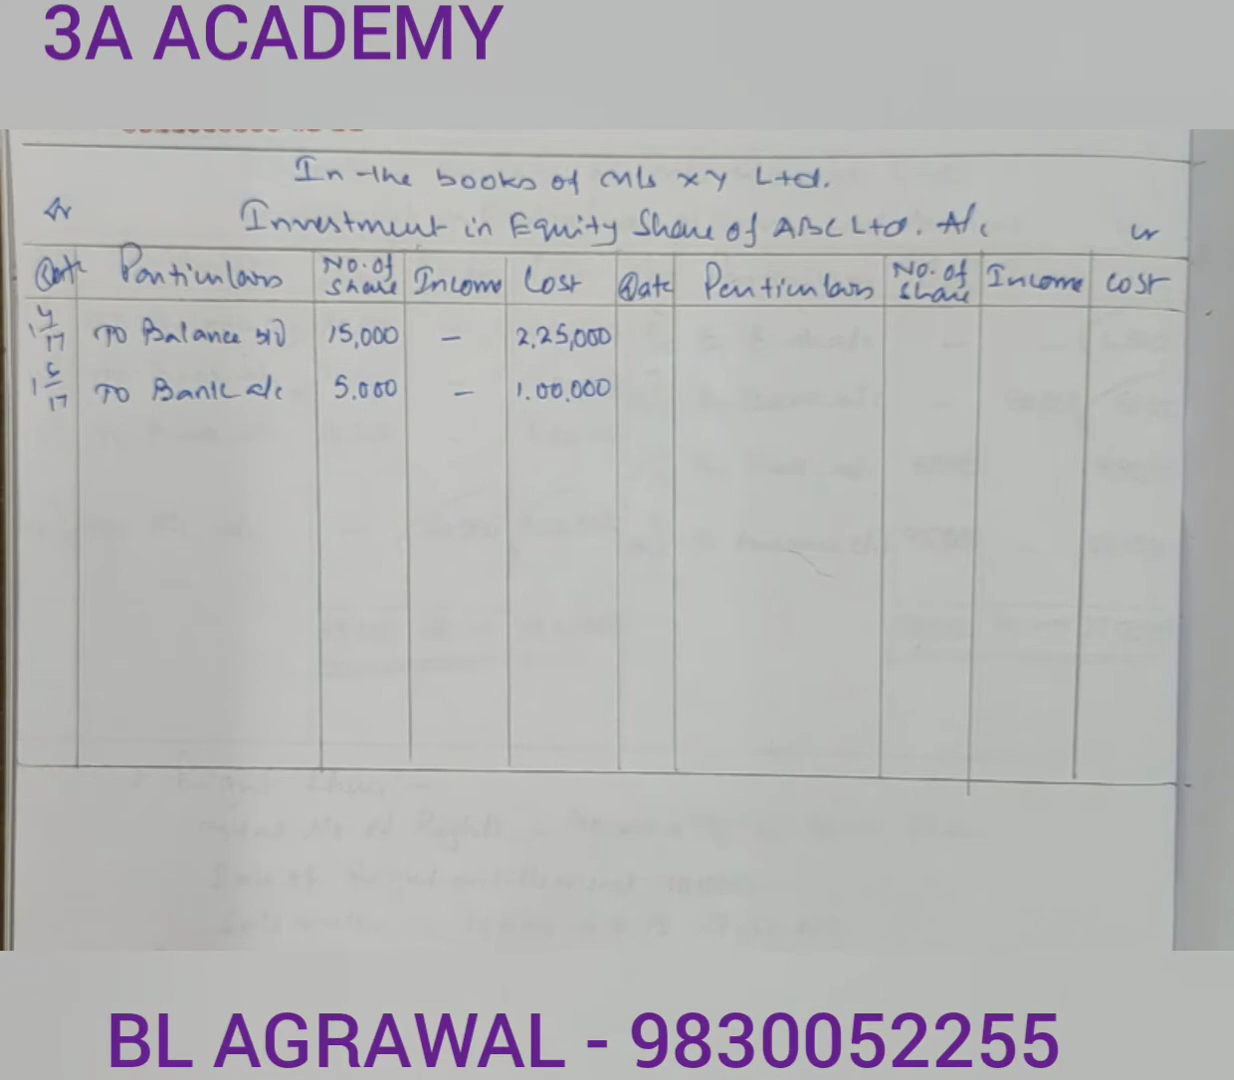 3A ACADEMY
In the books of M/s XY Ltd.
Dr
Investment in Equity Share of ABC Ltd. A/c
Cr
Date Particulars No. of Share Income Cost Date Particulars No. of Share Income Cost
1/4/17 To Balance b/d 15,000 — 2,25,000
1/6/17 To Bank a/c 5,000 — 1,00,000
BL AGRAWAL - 9830052255